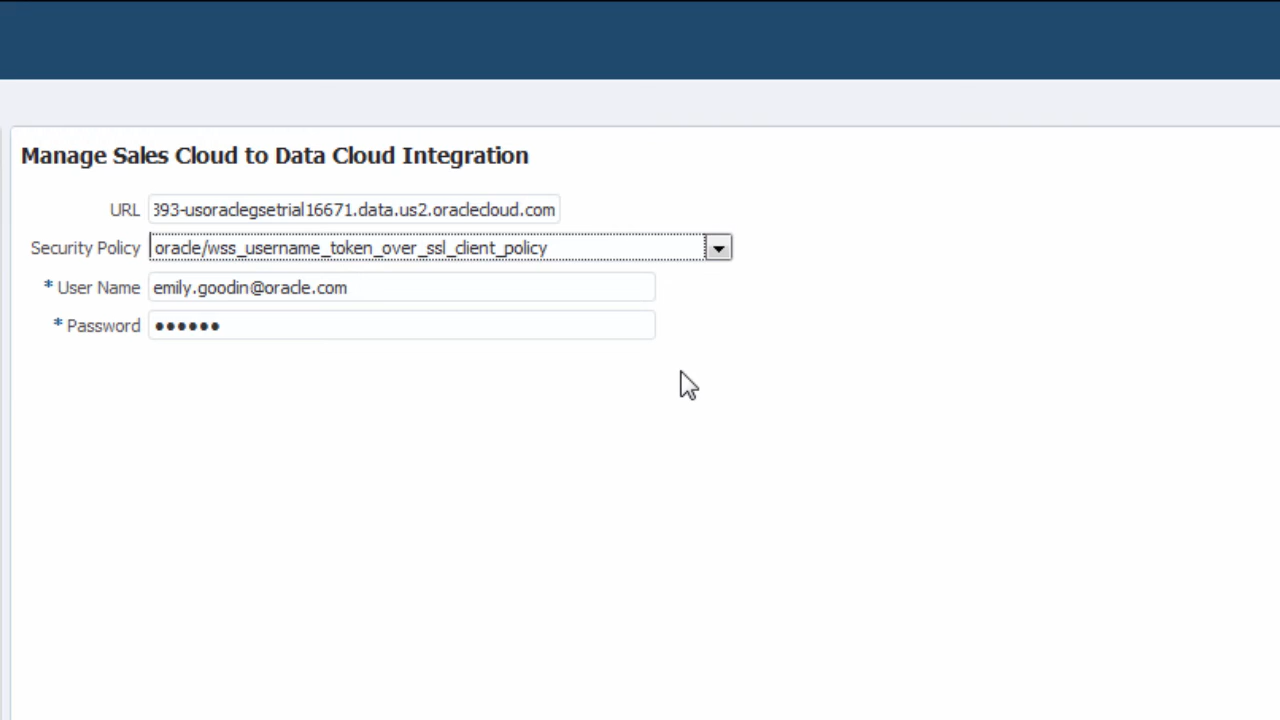 Manage Sales Cloud to Data Cloud Integration
URL 393-usoraclegsetrial16671.data.us2.oraclecloud.com
Security Policy oracle/wss_username_token_over_ssl_client_policy
* User Name emily.goodin@oracle.com
* Password ••••••